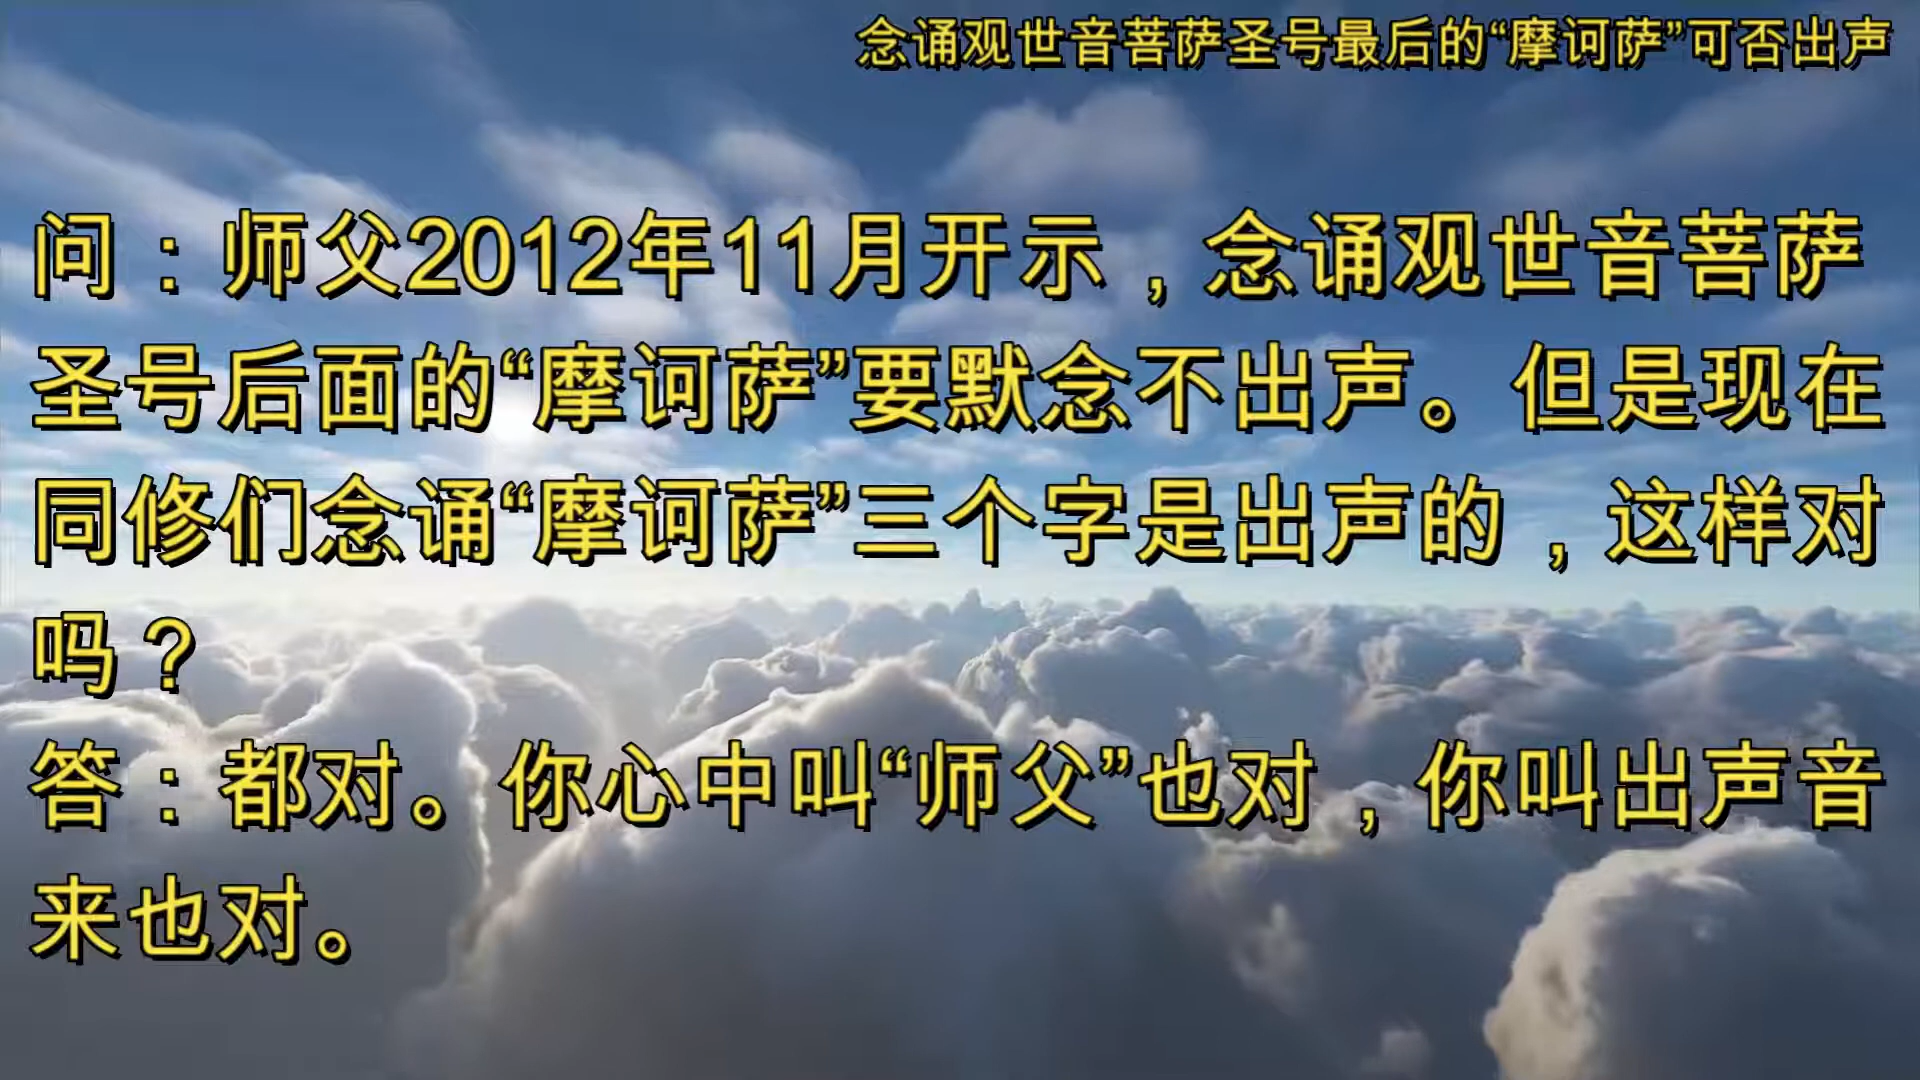 念诵观世音菩萨圣号最后的“摩诃萨”可否出声
问：师父2012年11月开示，念诵观世音菩萨
圣号后面的“摩诃萨”要默念不出声。但是现在
同修们念诵“摩诃萨”三个字是出声的，这样对
吗？
答：都对。你心中叫“师父”也对，你叫出声音
来也对。